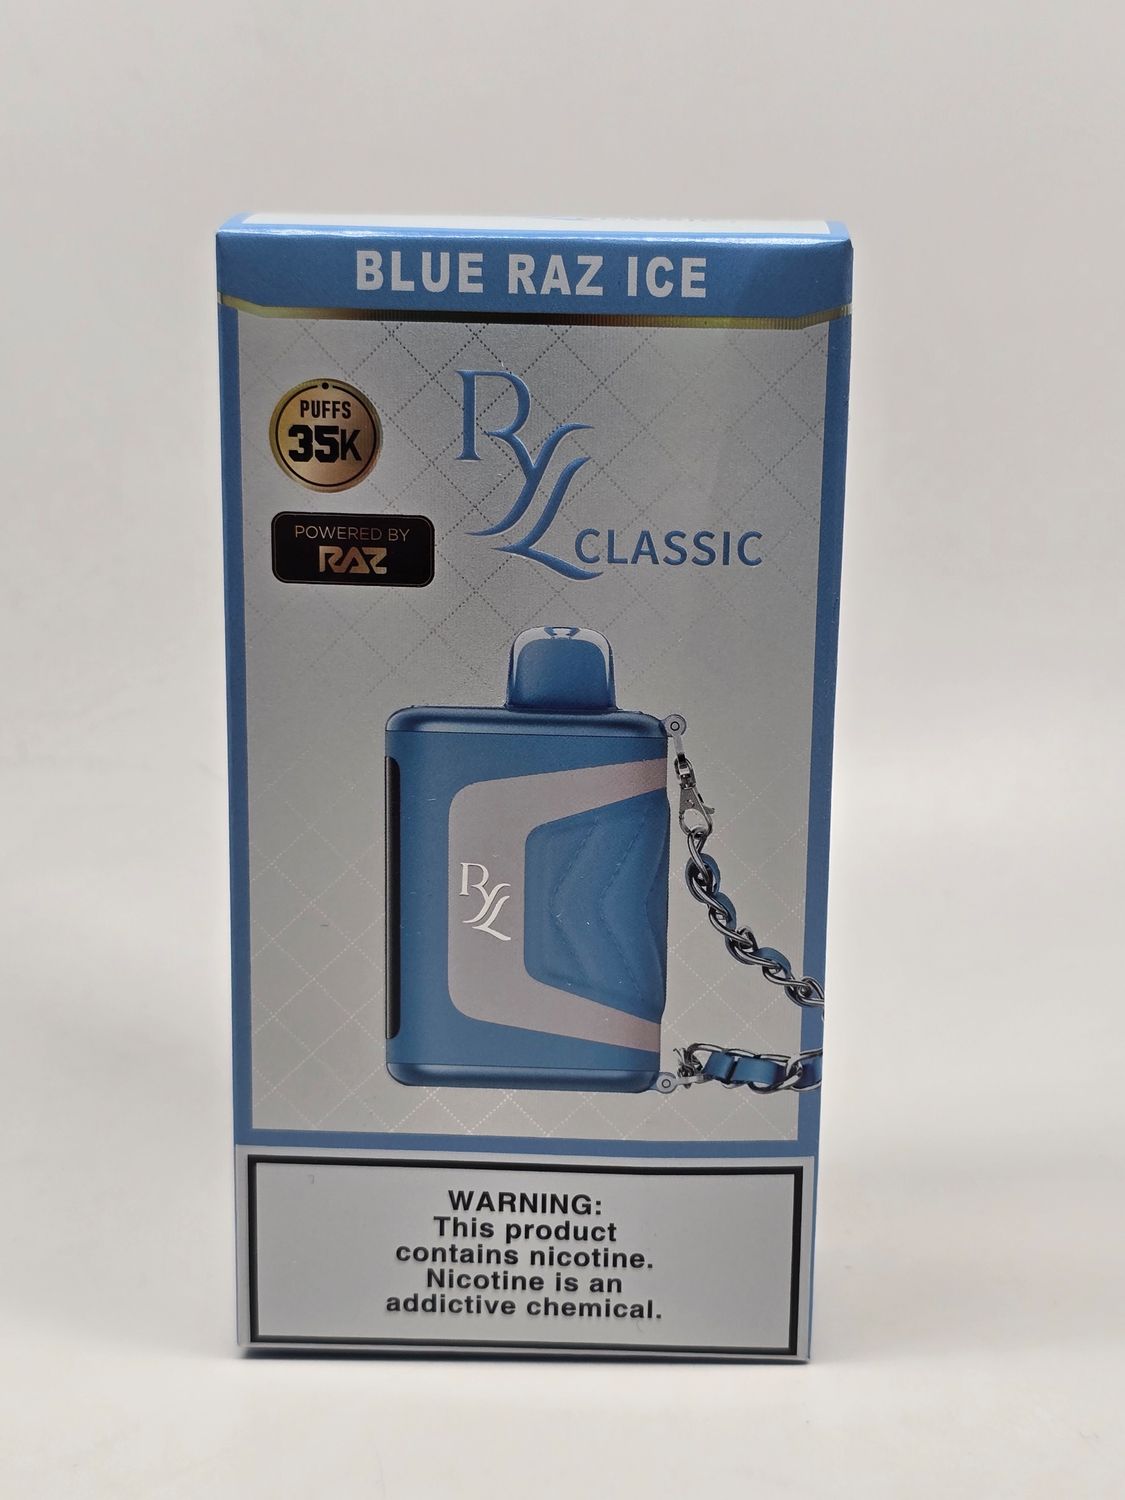 BLUE RAZ ICE
PUFFS
35K
RYL
CLASSIC
POWERED BY
RAZ
RYL
WARNING:
This product
contains nicotine.
Nicotine is an
addictive chemical.